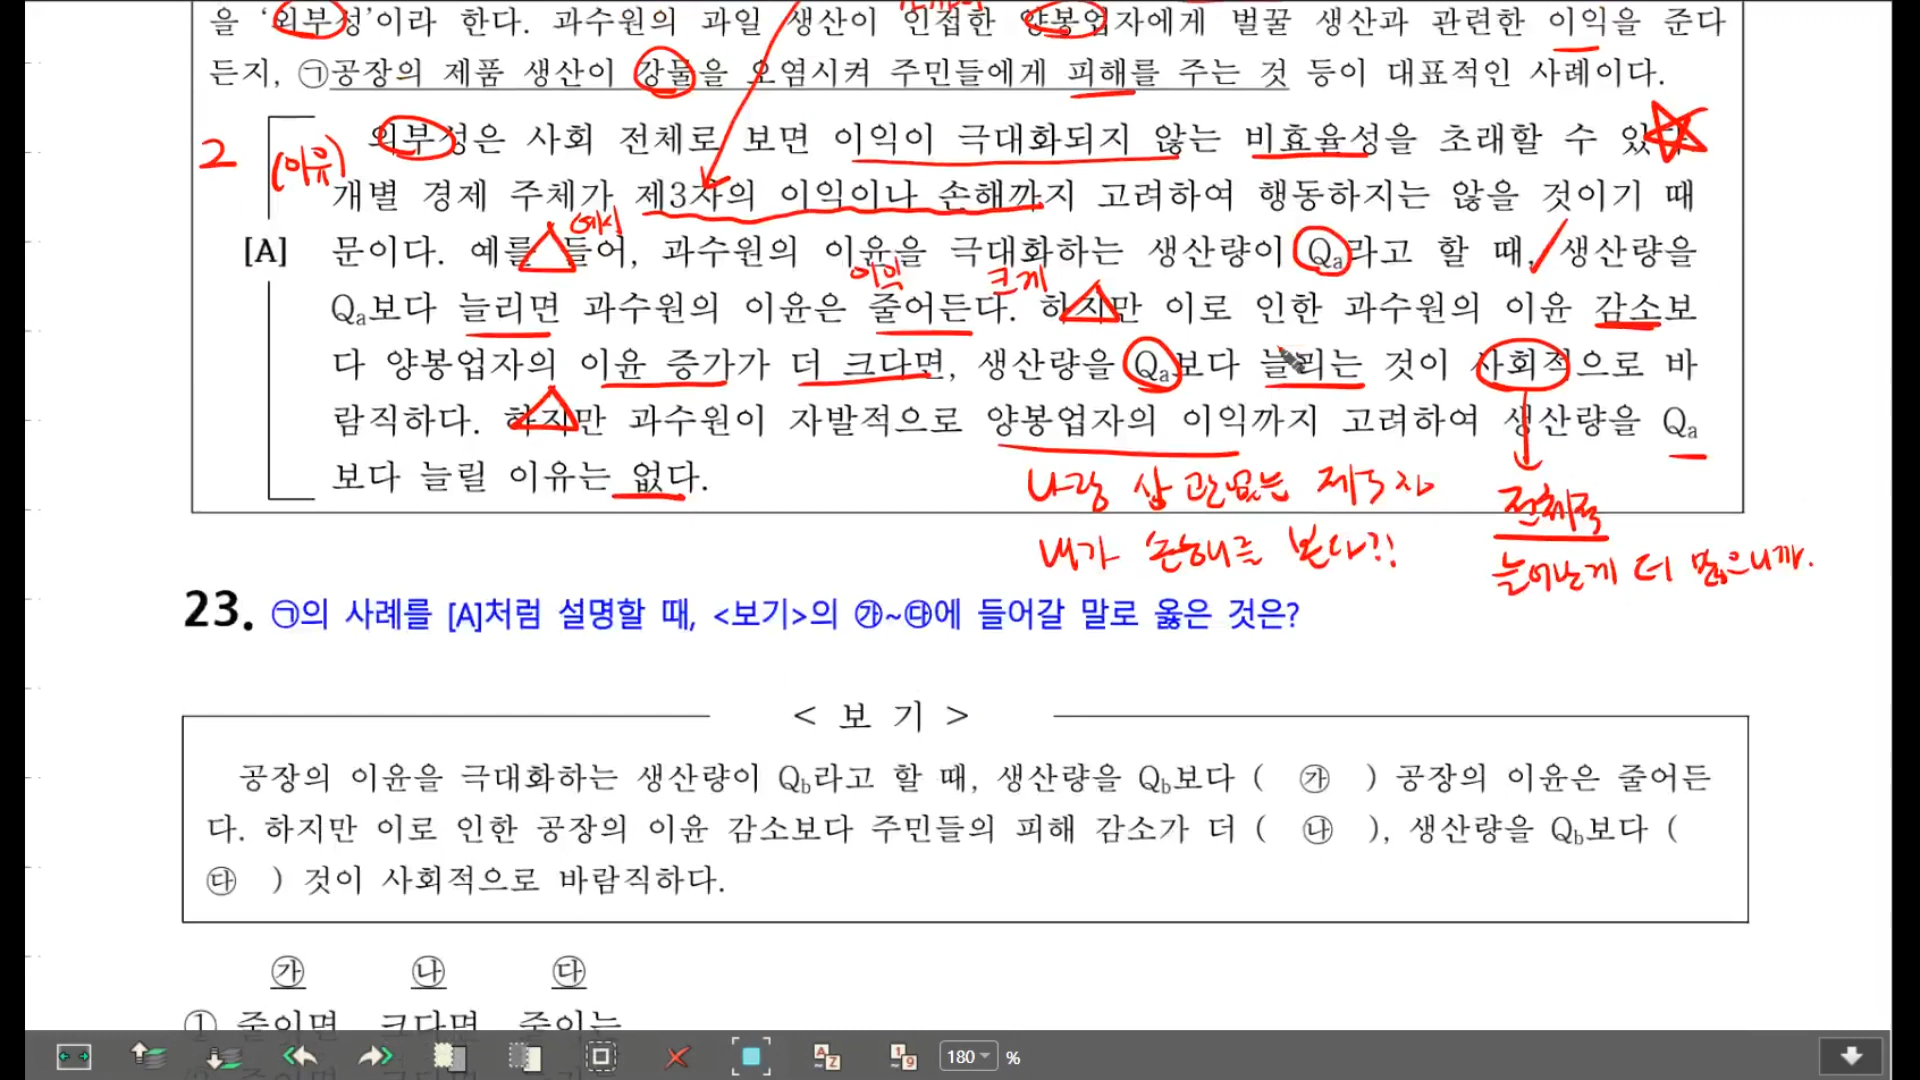 을 '외부성'이라 한다. 과수원의 과일 생산이 인접한 양봉업자에게 벌꿀 생산과 관련한 이익을 준다
든지, ㉠공장의 제품 생산이 강물을 오염시켜 주민들에게 피해를 주는 것 등이 대표적인 사례이다.
2 (이유) 외부성은 사회 전체로 보면 이익이 극대화되지 않는 비효율성을 초래할 수 있다
개별 경제 주체가 제3자의 이익이나 손해까지 고려하여 행동하지는 않을 것이기 때
(예시
[A] 문이다. 예를 들어, 과수원의 이윤을 극대화하는 생산량이 Qa라고 할 때, 생산량을
이익 크게
Qa보다 늘리면 과수원의 이윤은 줄어든다. 하지만 이로 인한 과수원의 이윤 감소보
다 양봉업자의 이윤 증가가 더 크다면, 생산량을 Qa보다 늘리는 것이 사회적으로 바
람직하다. 하지만 과수원이 자발적으로 양봉업자의 이익까지 고려하여 생산량을 Qa
보다 늘릴 이유는 없다.
나랑 상관없는 제3자
전체적
내가 손해를 본다?!
늘어난게 더 많으니까.
23. ㉠의 사례를 [A]처럼 설명할 때, <보기>의 ㉮~㉰에 들어갈 말로 옳은 것은?
< 보 기 >
공장의 이윤을 극대화하는 생산량이 Qb라고 할 때, 생산량을 Qb보다 ( ㉮ ) 공장의 이윤은 줄어든
다. 하지만 이로 인한 공장의 이윤 감소보다 주민들의 피해 감소가 더 ( ㉯ ), 생산량을 Qb보다 (
㉰ ) 것이 사회적으로 바람직하다.
㉮ ㉯ ㉰
① 줄이면 크다면 줄이는
180 %